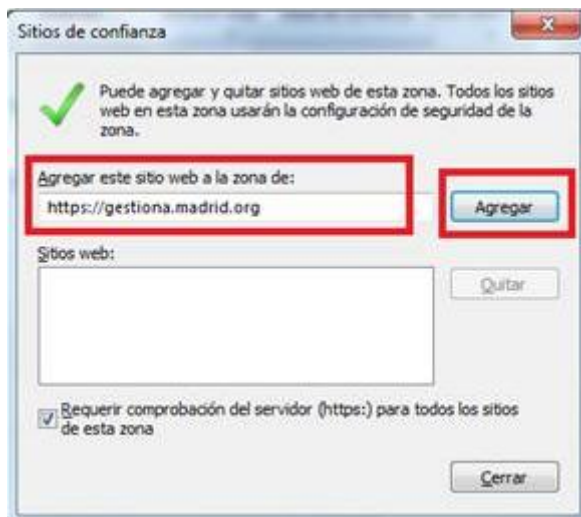 Sitios de confianza
Puede agregar y quitar sitios web de esta zona. Todos los sitios
web en esta zona usarán la configuración de seguridad de la
zona.
Agregar este sitio web a la zona de:
https://gestiona.madrid.org
Agregar
Sitios web:
Quitar
Requerir comprobación del servidor (https:) para todos los sitios
de esta zona
Cerrar